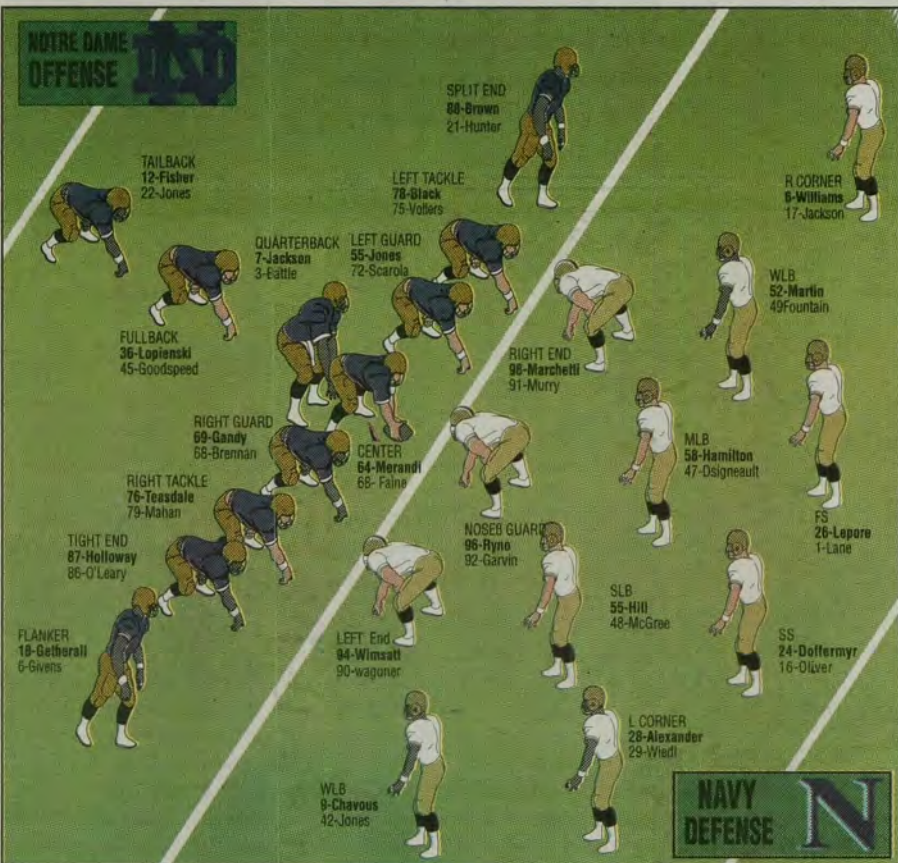 NOTRE DAME
OFFENSE
ND
SPLIT END
88-Brown
21-Hunter
TAILBACK
12-Fisher
22-Jones
LEFT TACKLE
78-Black
75-Vollers
R CORNER
6-Williams
17-Jackson
QUARTERBACK
7-Jackson
3-Battle
LEFT GUARD
55-Jones
72-Scarola
WLB
52-Martin
49Fountain
FULLBACK
36-Lopienski
45-Goodspeed
RIGHT END
98-Marchetti
91-Murry
RIGHT GUARD
69-Gandy
68-Brennan
CENTER
64-Merandi
68- Faine
MLB
58-Hamilton
47-Osigneault
RIGHT TACKLE
76-Teasdale
79-Mahan
FS
26-Lepore
1-Lane
TIGHT END
87-Holloway
86-O'Leary
NOSEB GUARD
96-Ryno
92-Garvin
SLB
55-Hill
48-McGree
FLANKER
18-Getherall
6-Givens
LEFT End
94-Wimsatt
90-wagoner
SS
24-Doffermyr
16-Oliver
L CORNER
28-Alexander
29-Wiedl
WLB
9-Chavous
42-Jones
NAVY
DEFENSE
N